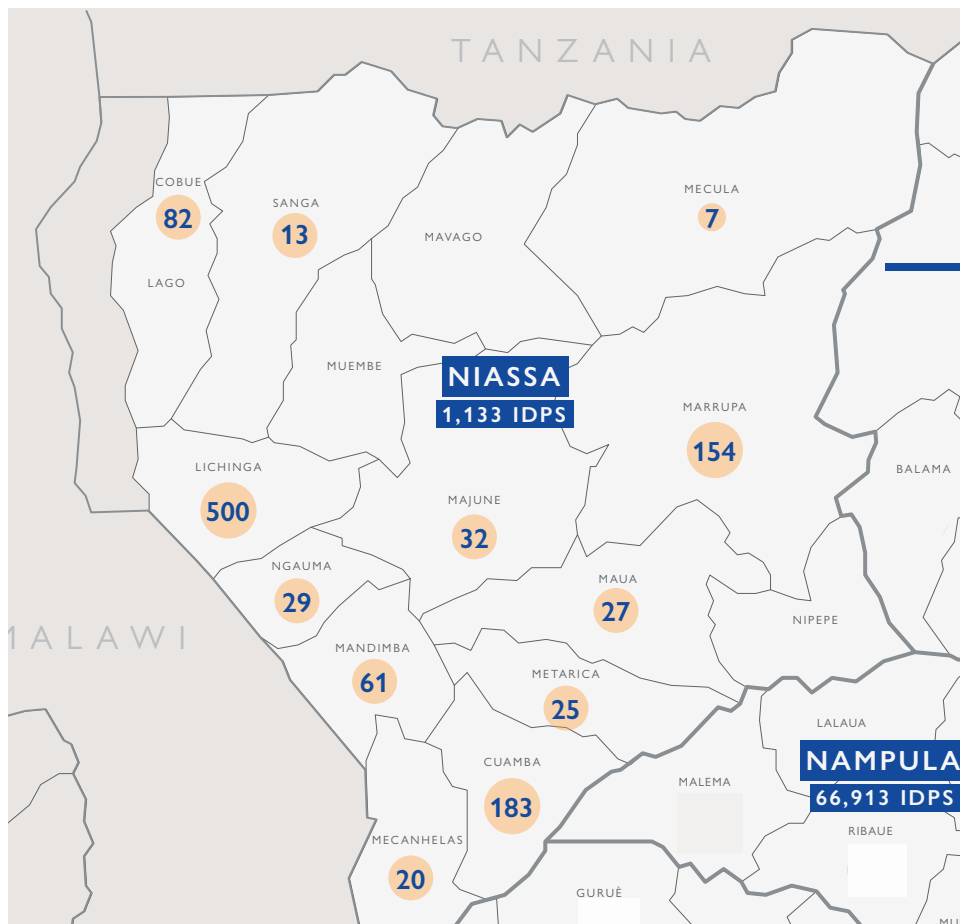 TANZANIA
COBUE
82
SANGA
13
MECULA
7
MAVAGO
LAGO
MUEMBE
NIASSA
1,133 IDPS
MARRUPA
154
LICHINGA
500
BALAMA
MAJUNE
32
NGAUMA
29
MAUA
27
NIPEPE
MALAWI
MANDIMBA
61
METARICA
25
LALAUA
NAMPULA
66,913 IDPS
CUAMBA
183
MALEMA
RIBAUE
MECANHELAS
20
GURUÈ